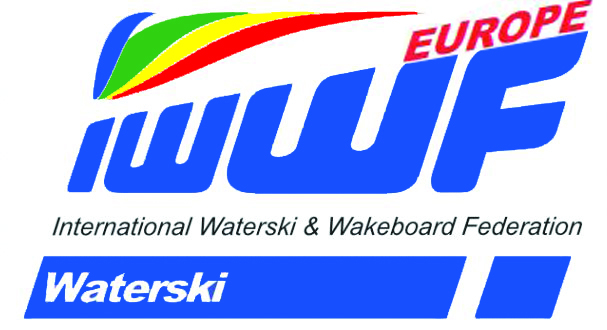 EUROPE
IWWF
International Waterski & Wakeboard Federation
Waterski